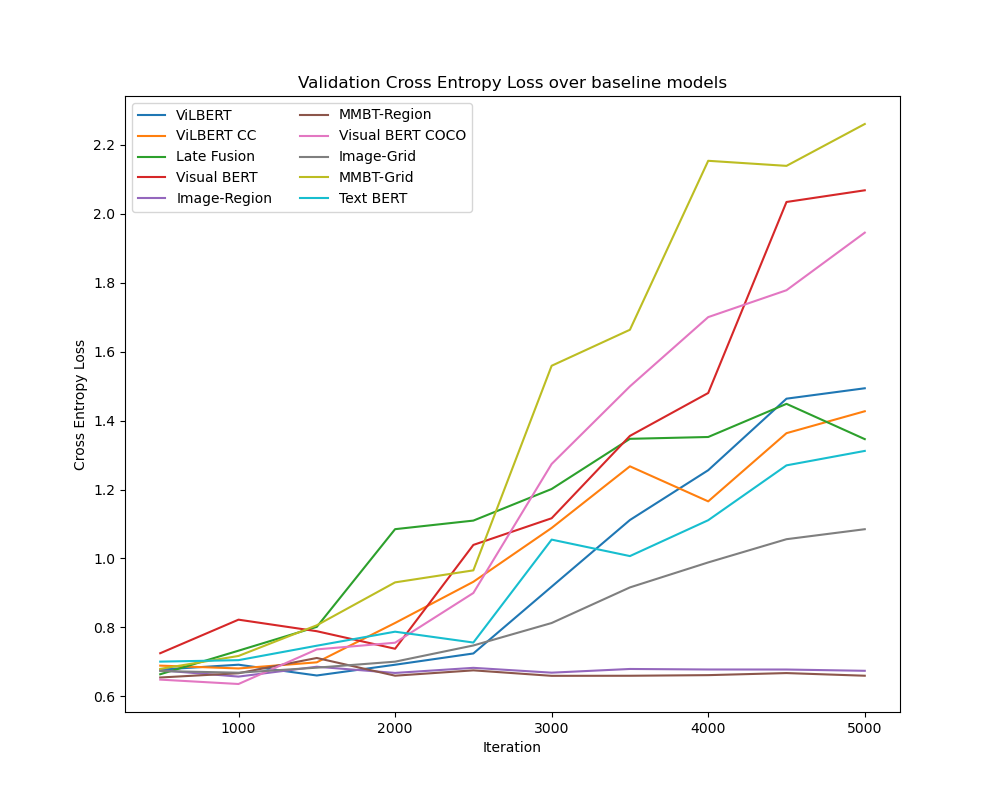 Validation Cross Entropy Loss over baseline models
ViLBERT
ViLBERT CC
Late Fusion
Visual BERT
Image-Region
MMBT-Region
Visual BERT COCO
Image-Grid
MMBT-Grid
Text BERT
Cross Entropy Loss
2.2
2.0
1.8
1.6
1.4
1.2
1.0
0.8
0.6
1000 2000 3000 4000 5000
Iteration